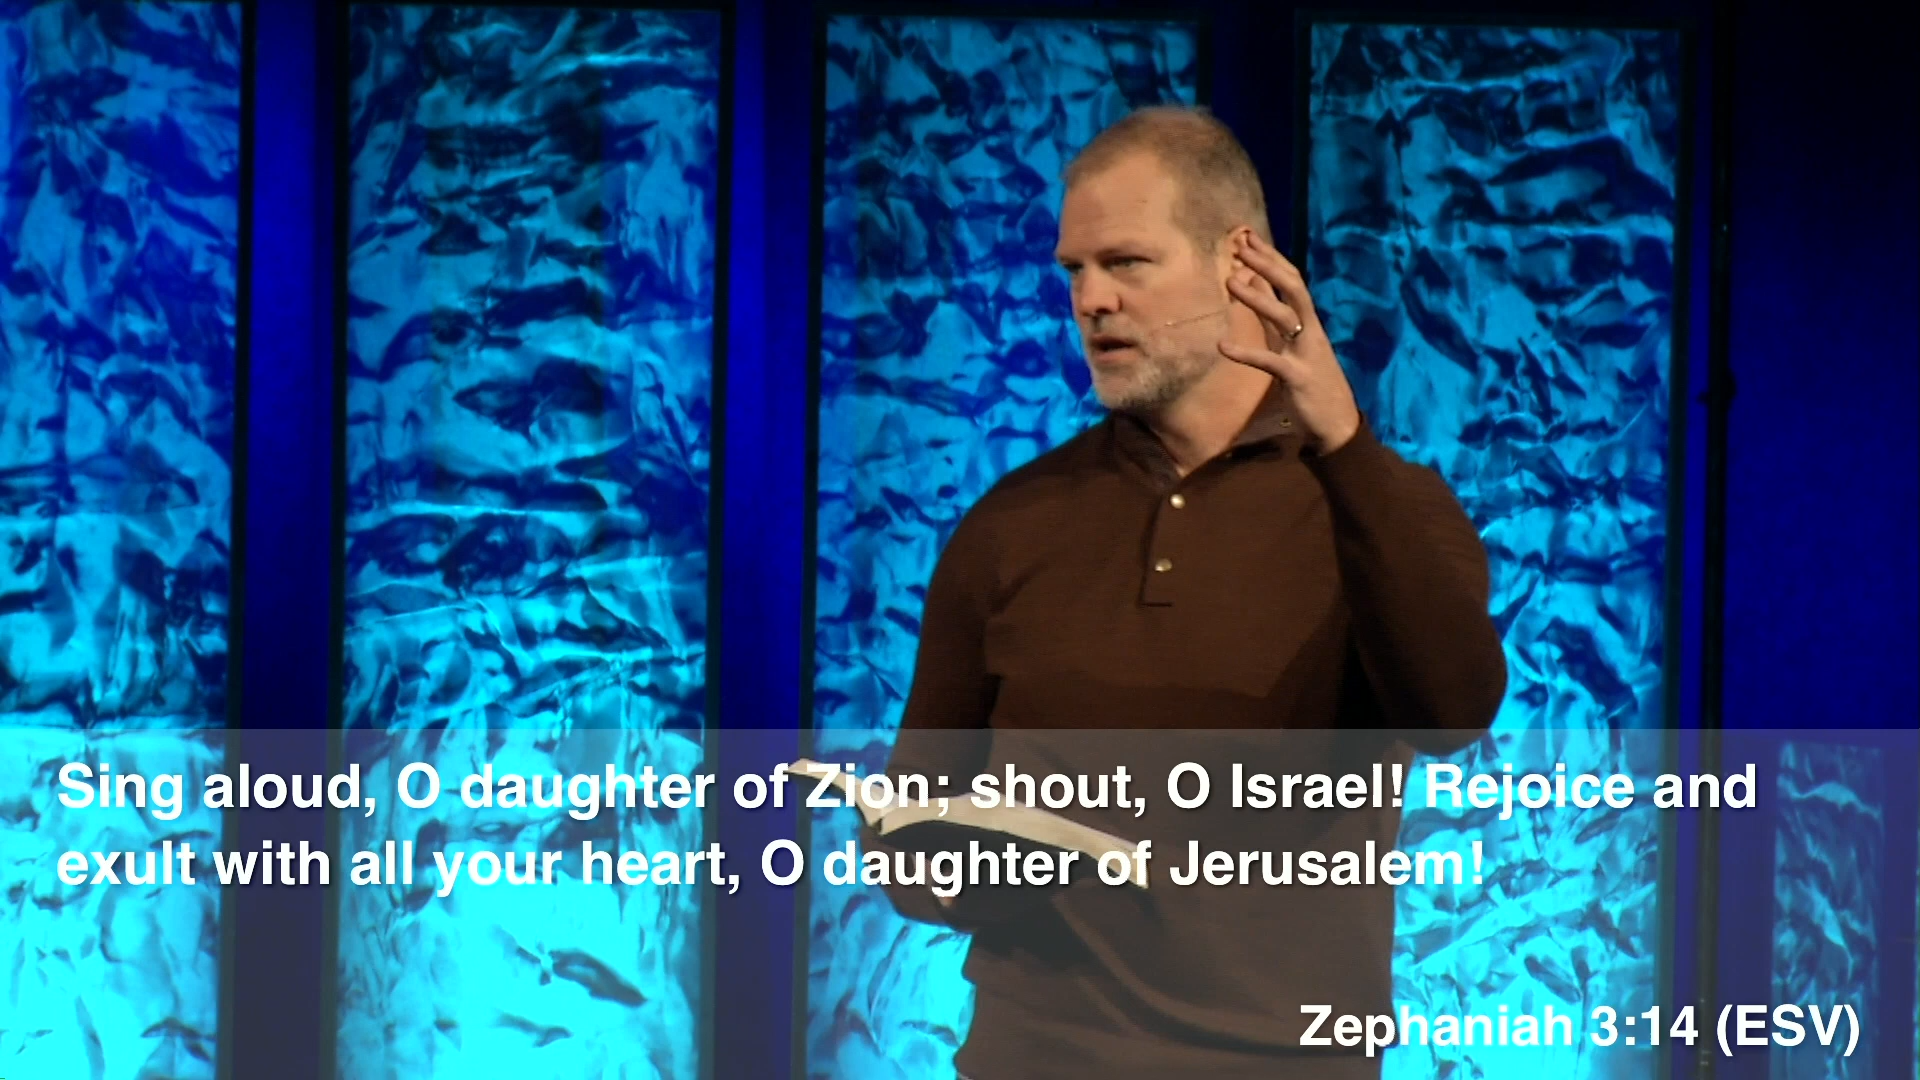 Sing aloud, O daughter of Zion; shout, O Israel! Rejoice and
exult with all your heart, O daughter of Jerusalem!
Zephaniah 3:14 (ESV)